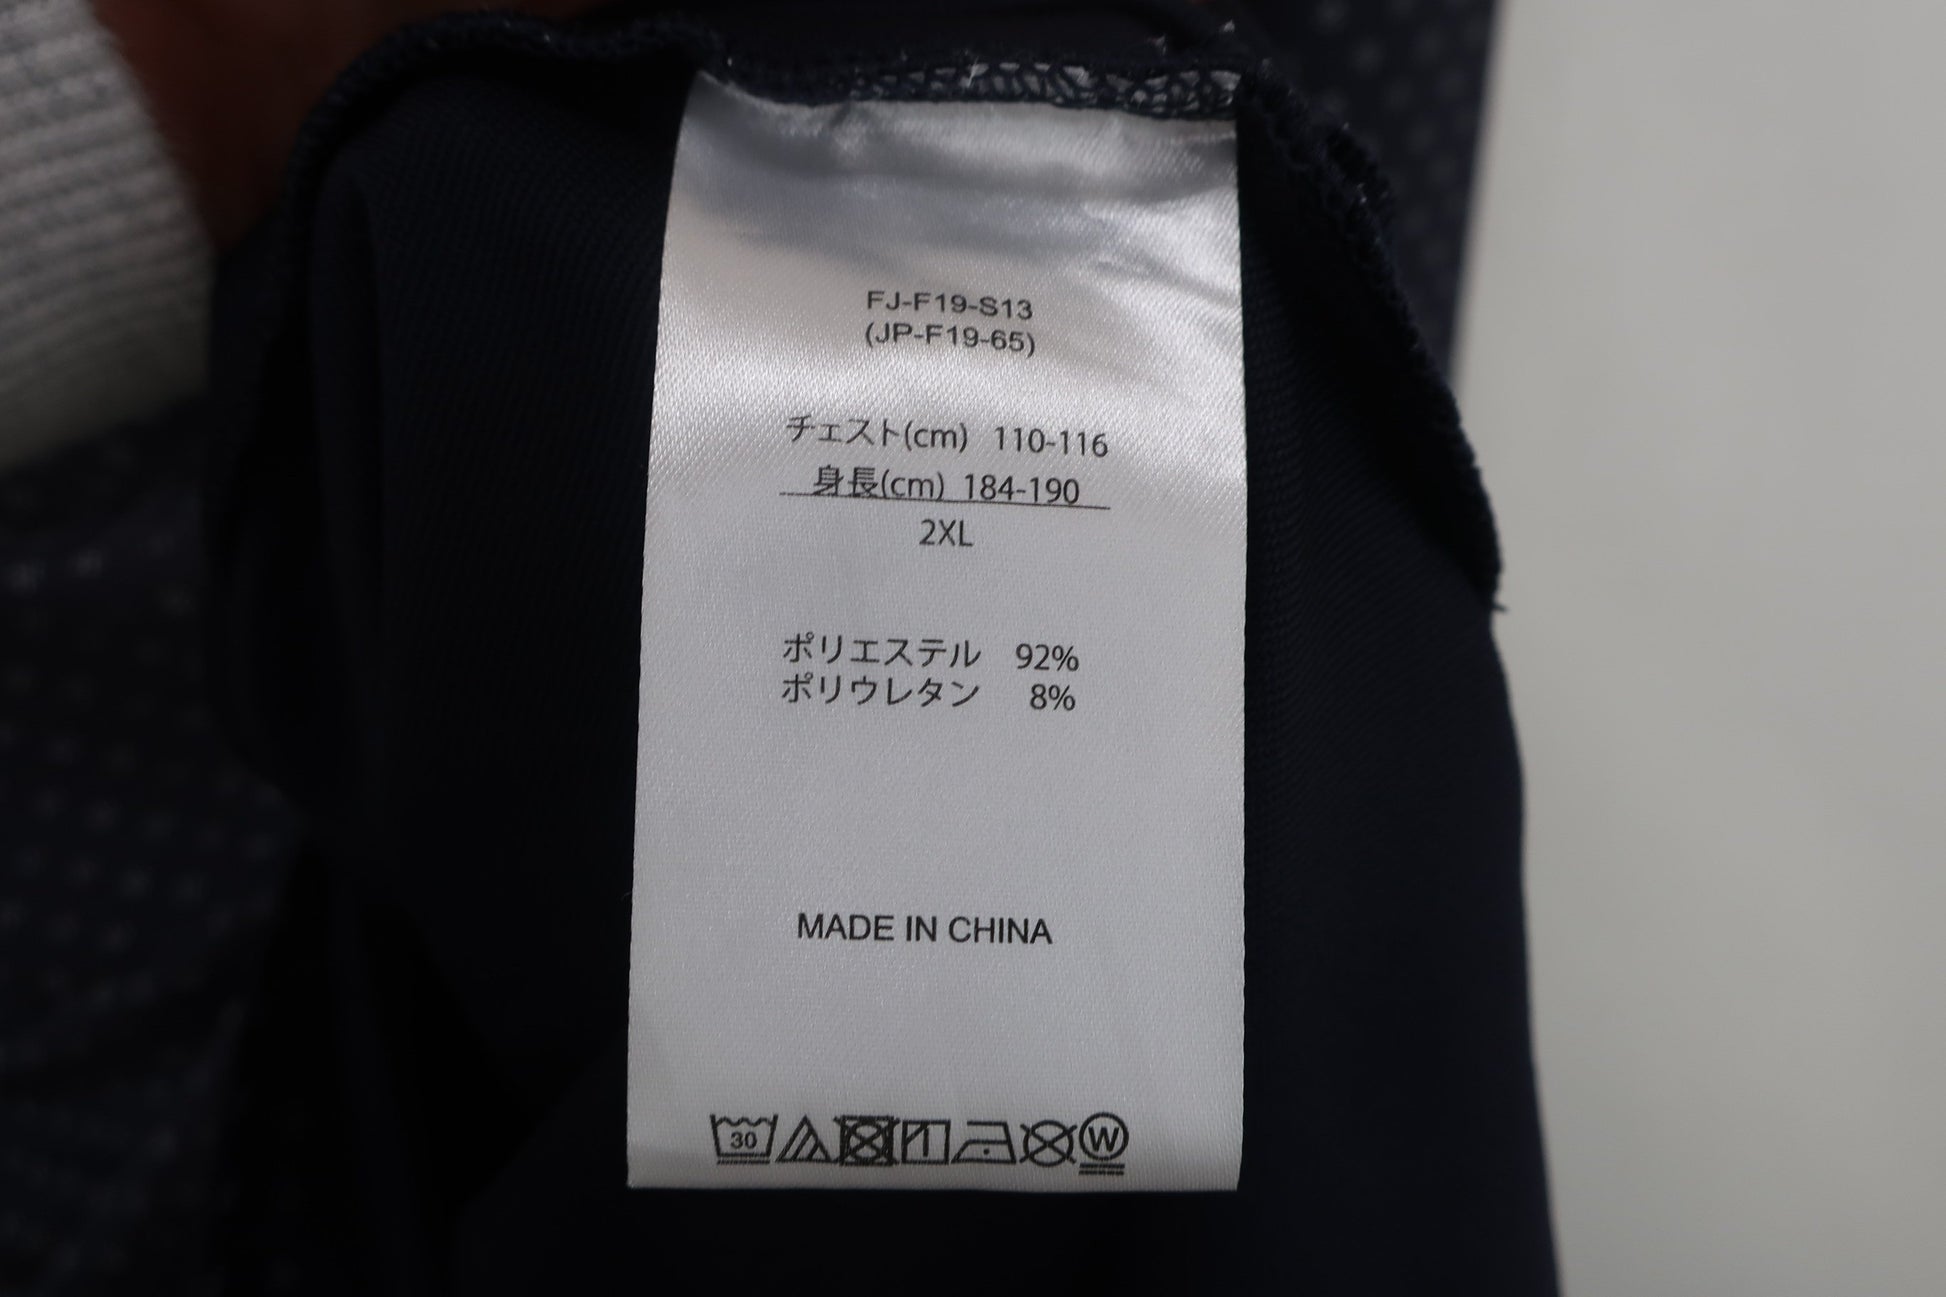 FJ-F19-S13
(JP-F19-65)
チェスト(cm) 110-116
身長(cm) 184-190
2XL
ポリエステル 92%
ポリウレタン 8%
MADE IN CHINA
30 W